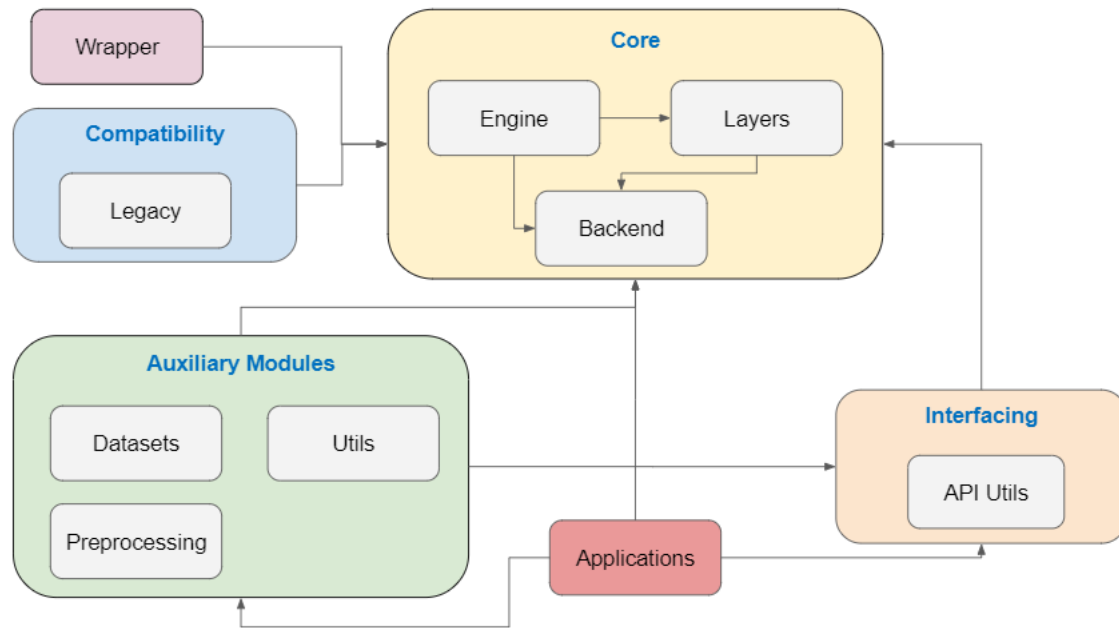 Wrapper
Core
Engine
Layers
Backend
Compatibility
Legacy
Auxiliary Modules
Datasets
Utils
Preprocessing
Applications
Interfacing
API Utils